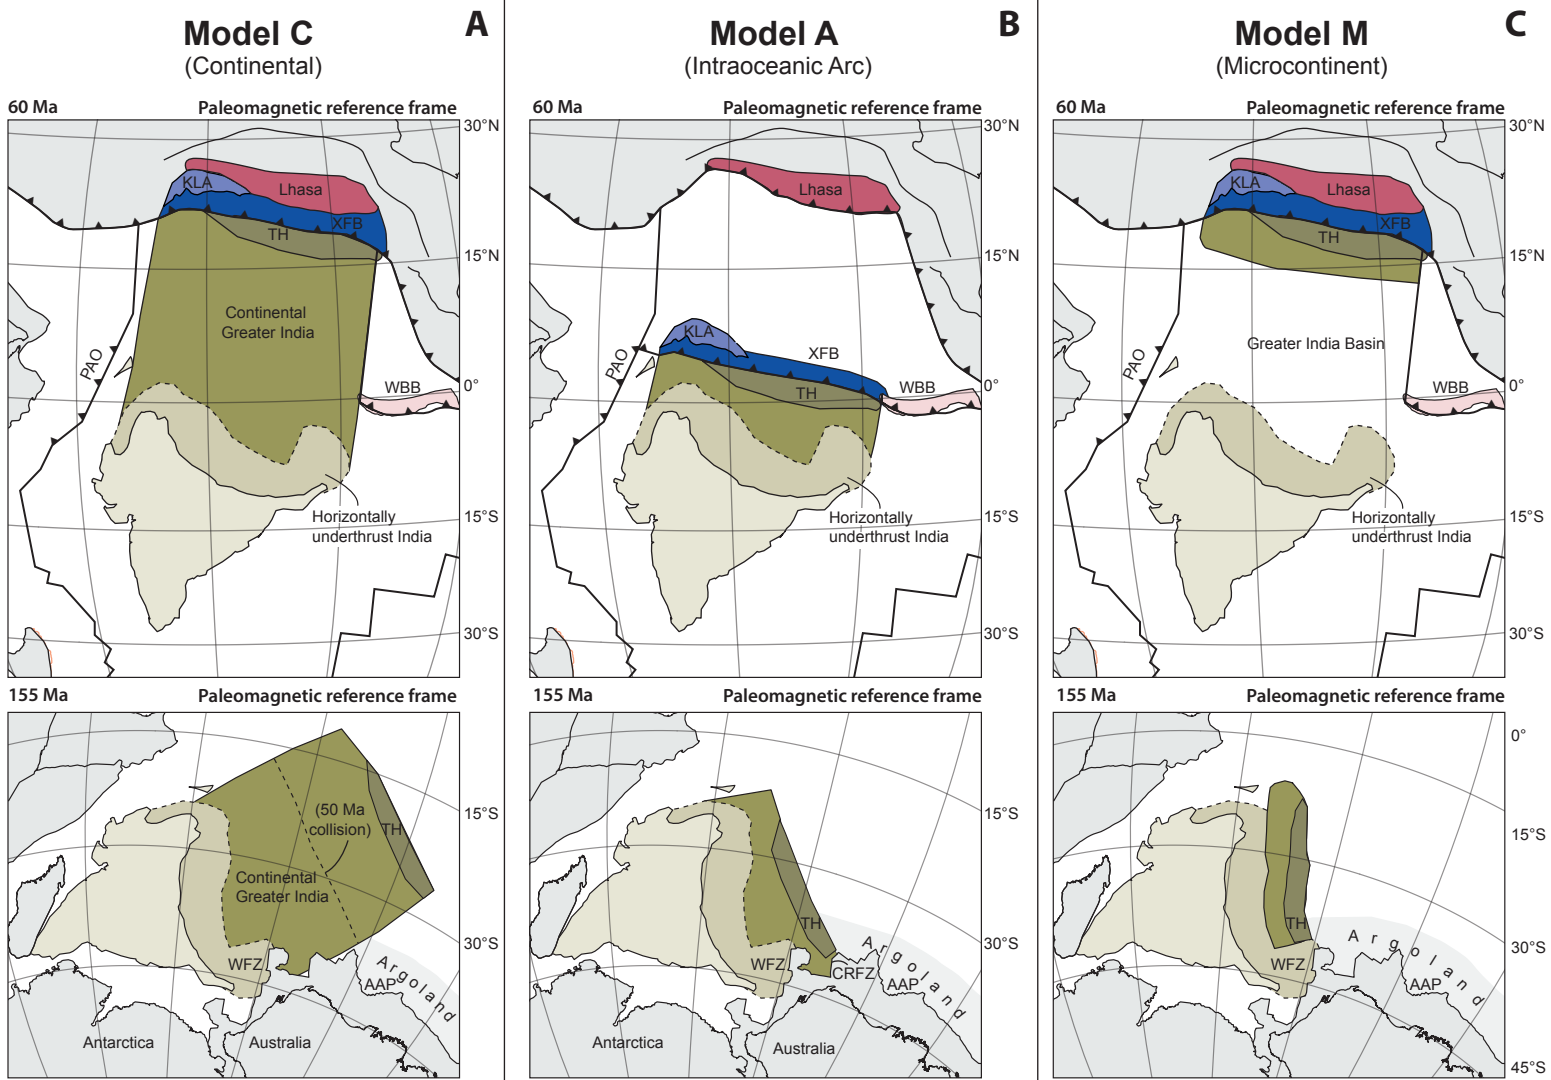 Model C
(Continental)
A
60 Ma
Paleomagnetic reference frame
30°N
KLA
Lhasa
XFB
TH
15°N
Continental
Greater India
PAO
0°
WBB
15°S
Horizontally
underthrust India
30°S
155 Ma
Paleomagnetic reference frame
(50 Ma
collision)
TH
15°S
Continental
Greater India
30°S
WFZ
AAP
Argoland
Antarctica
Australia
Model A
(Intraoceanic Arc)
B
60 Ma
Paleomagnetic reference frame
30°N
Lhasa
15°N
KLA
XFB
PAO
TH
0°
WBB
15°S
Horizontally
underthrust India
30°S
155 Ma
Paleomagnetic reference frame
15°S
TH
30°S
WFZ
CRFZ
AAP
Argoland
Antarctica
Australia
Model M
(Microcontinent)
C
60 Ma
Paleomagnetic reference frame
30°N
KLA
Lhasa
XFB
TH
15°N
Greater India Basin
PAO
0°
WBB
15°S
Horizontally
underthrust India
30°S
155 Ma
Paleomagnetic reference frame
0°
15°S
TH
Argoland
30°S
WFZ
AAP
45°S